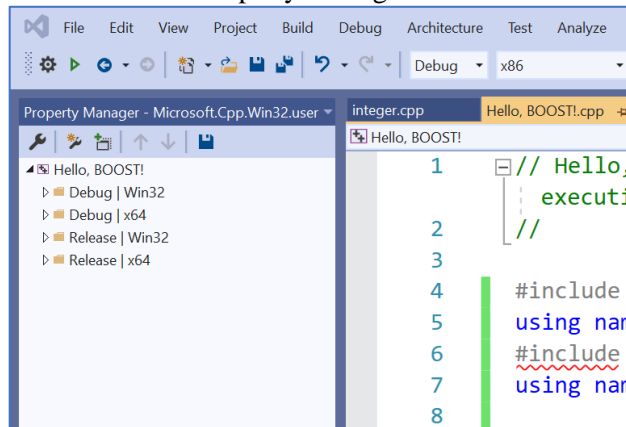 File Edit View Project Build Debug Architecture Test Analyze
Debug x86
Property Manager - Microsoft.Cpp.Win32.user
integer.cpp Hello, BOOST!.cpp
Hello, BOOST!
Hello, BOOST!
Debug | Win32
Debug | x64
Release | Win32
Release | x64
1 // Hello,
executi
2 //
3
4 #include
5 using nam
6 #include
7 using nam
8